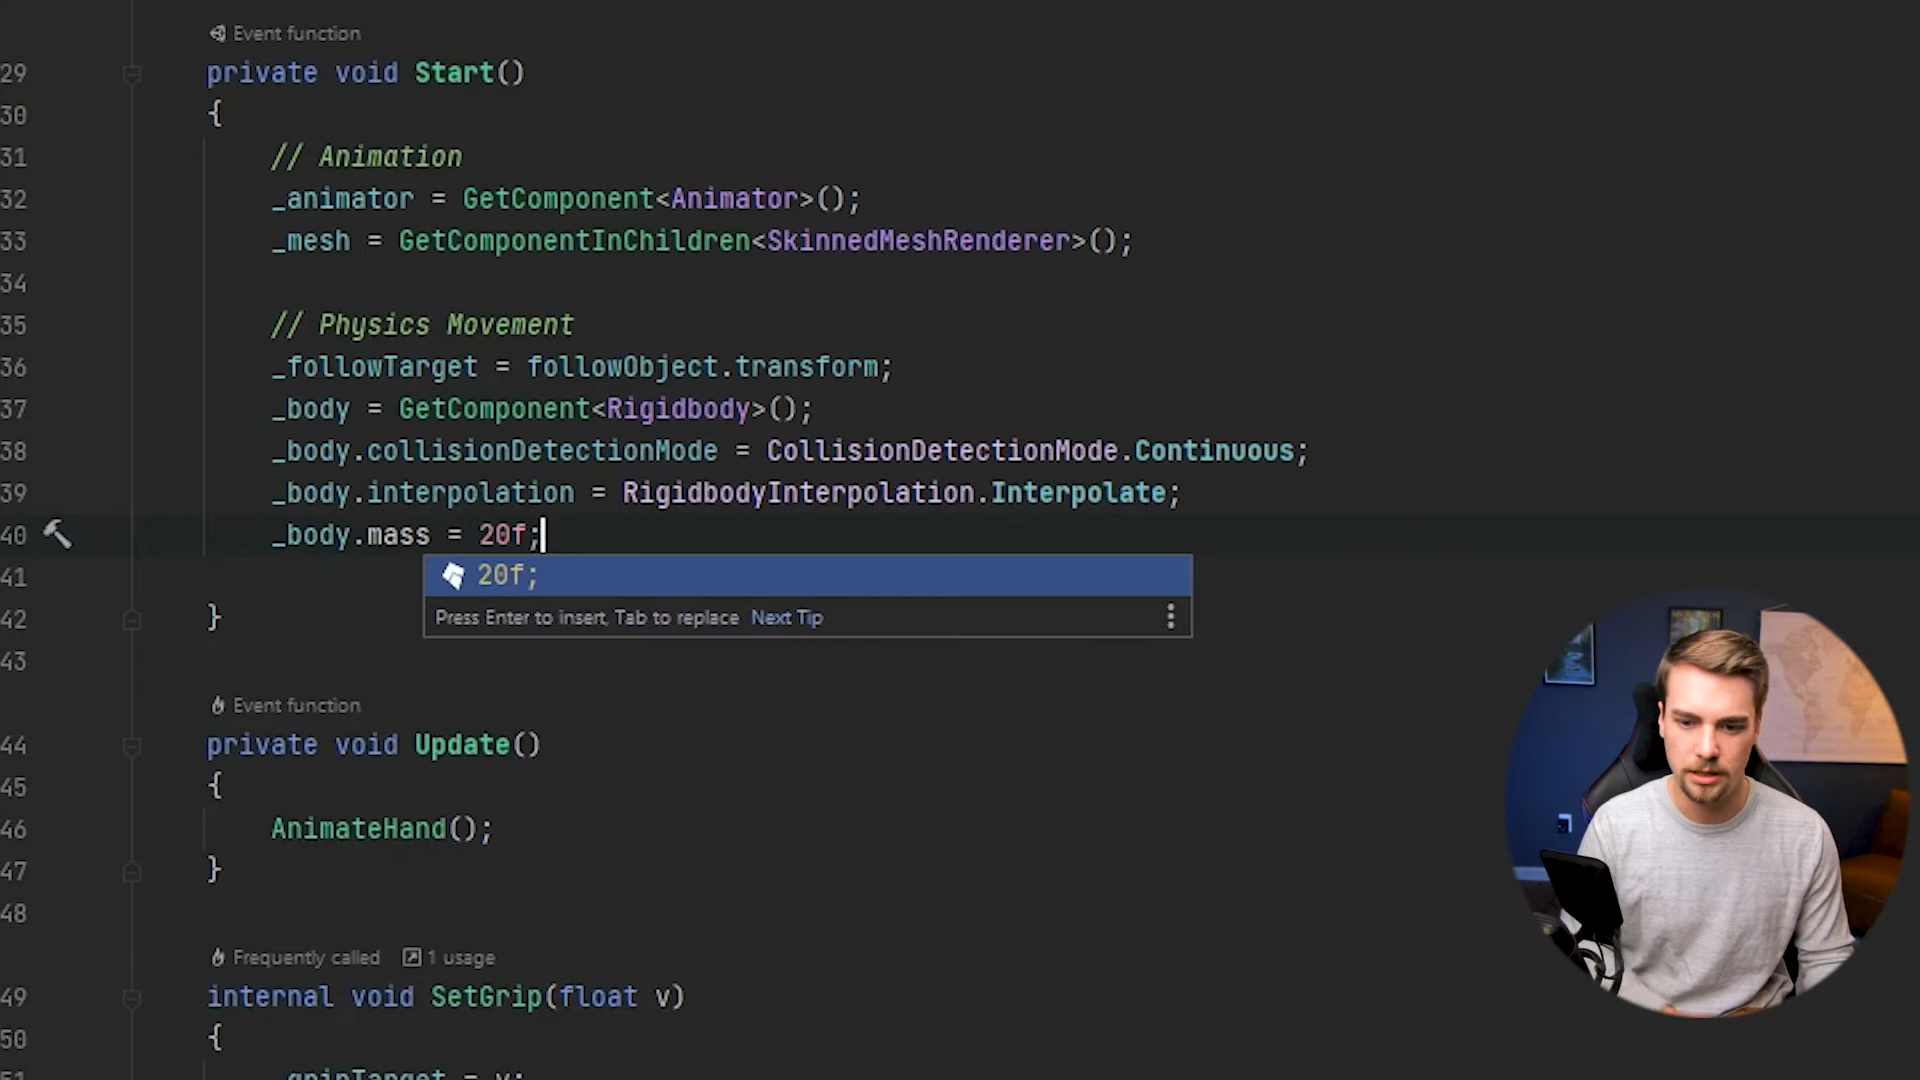 Event function
29 private void Start()
30 {
31 // Animation
32 _animator = GetComponent<Animator>();
33 _mesh = GetComponentInChildren<SkinnedMeshRenderer>();
34
35 // Physics Movement
36 _followTarget = followObject.transform;
37 _body = GetComponent<Rigidbody>();
38 _body.collisionDetectionMode = CollisionDetectionMode.Continuous;
39 _body.interpolation = RigidbodyInterpolation.Interpolate;
40 _body.mass = 20f;
20f;
41
Press Enter to insert, Tab to replace Next Tip
42 }
43
Event function
44 private void Update()
45 {
46 AnimateHand();
47 }
48
Frequently called 1 usage
49 internal void SetGrip(float v)
50 {
51 _gripTarget = v;